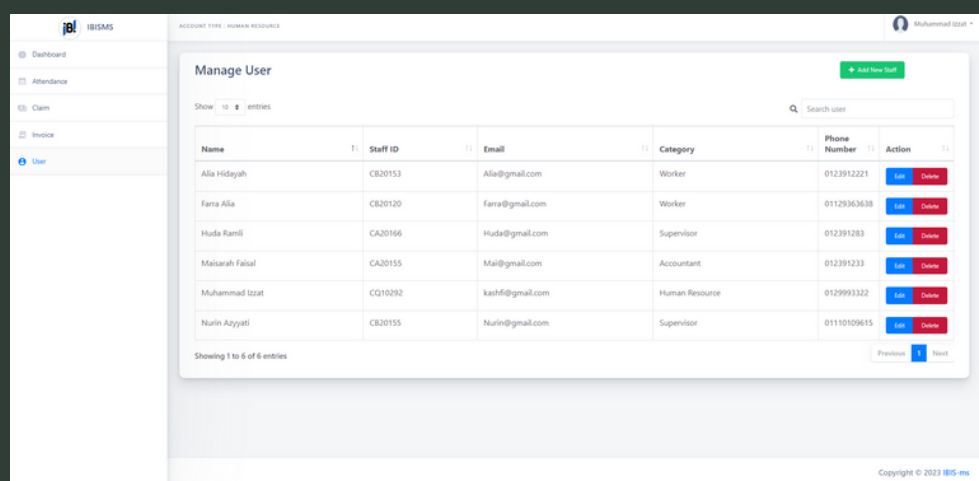 jB! IBISMS
ACCOUNT TYPE : HUMAN RESOURCE
Muhammad Izzat
Dashboard
Attendance
Claim
Invoice
User
Manage User
+ Add New Staff
Show 10 entries
Search user
Name Staff ID Email Category Phone Number Action
Alia Hidayah CB20153 Alia@gmail.com Worker 0123912221 Edit Delete
Farra Alia CB20120 Farra@gmail.com Worker 01129363638 Edit Delete
Huda Ramli CA20166 Huda@gmail.com Supervisor 012391283 Edit Delete
Maisarah Faisal CA20155 Mai@gmail.com Accountant 012391233 Edit Delete
Muhammad Izzat CQ10292 kashfi@gmail.com Human Resource 0129993322 Edit Delete
Nurin Azyyati CB20155 Nurin@gmail.com Supervisor 01110109615 Edit Delete
Showing 1 to 6 of 6 entries
Previous 1 Next
Copyright © 2023 IBIS-ms